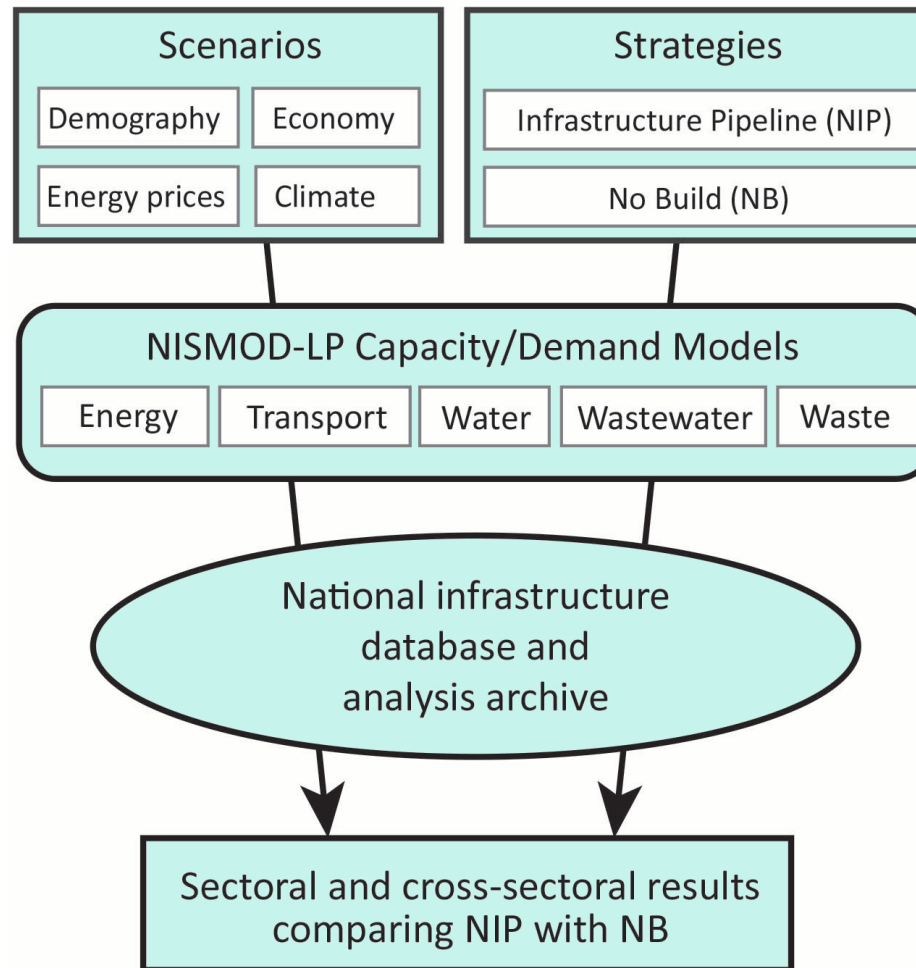 Scenarios
Demography
Economy
Energy prices
Climate
Strategies
Infrastructure Pipeline (NIP)
No Build (NB)
NISMOD-LP Capacity/Demand Models
Energy
Transport
Water
Wastewater
Waste
National infrastructure
database and
analysis archive
Sectoral and cross-sectoral results
comparing NIP with NB